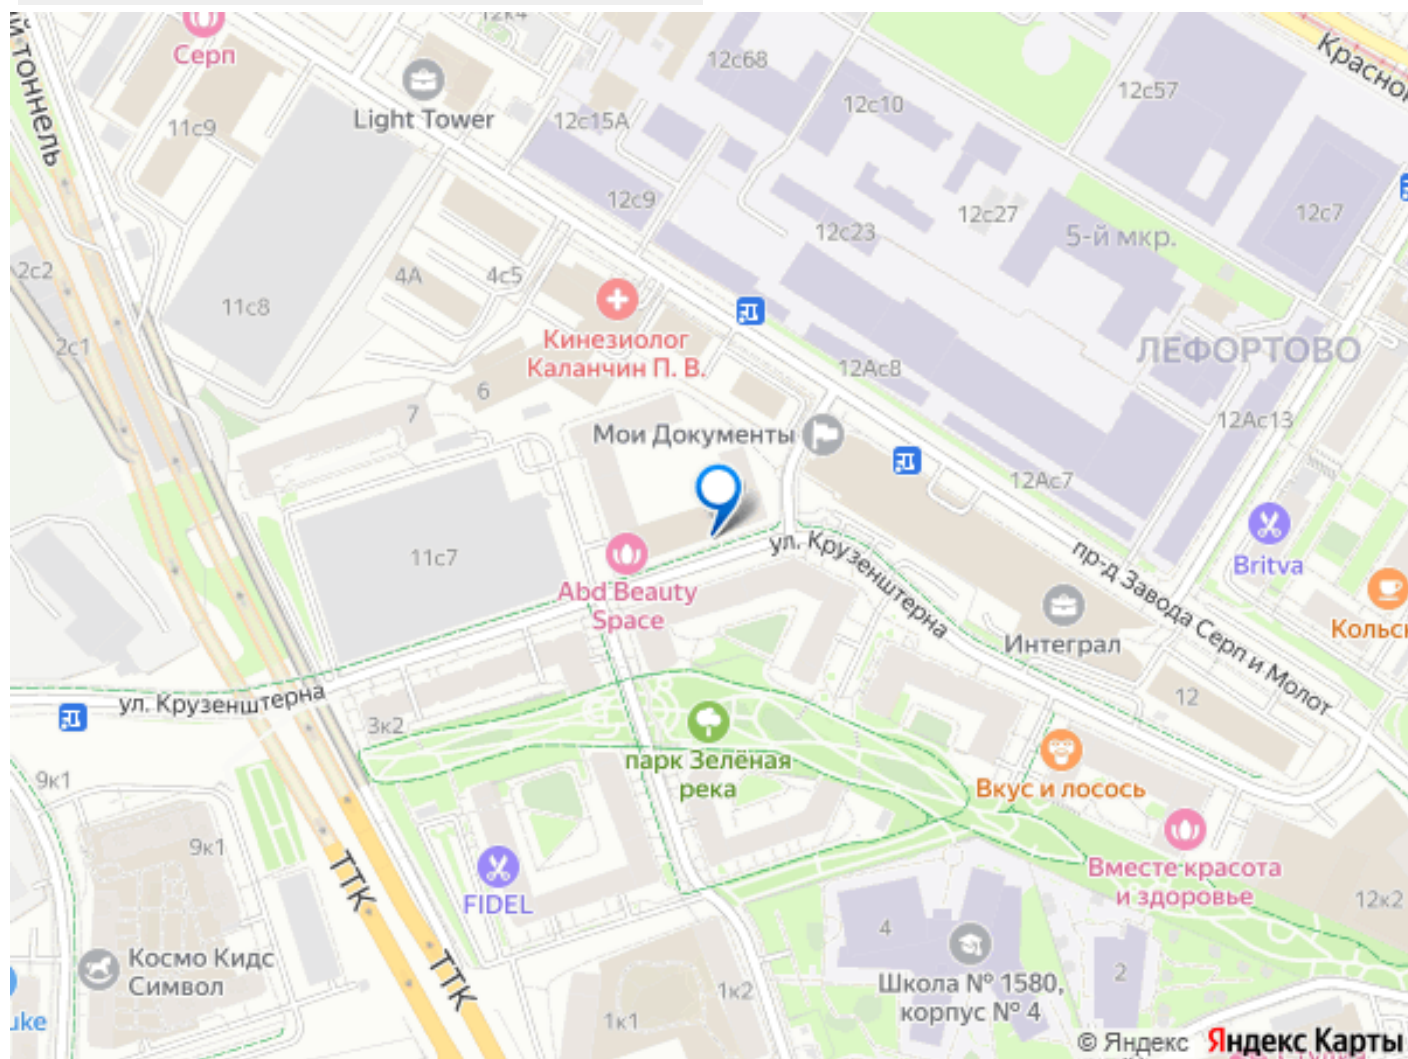 12к4
Серп
Light Tower
12с68
12с10
12с57
11с9
12с15А
тоннель
12с9
12с23
12с27
5-й мкр.
12с7
2с2
4А
4с5
11с8
Кинезиолог
Каланчин П. В.
2с1
12Ас8
ЛЕФОРТОВО
6
7
12Ас13
Мои Документы
12Ас7
11с7
ул. Крузенштерна
Britva
Abd Beauty
Space
пр-д Завода Серп и Молот
Интеграл
ул. Крузенштерна
12
3к2
парк Зелёная
река
Вкус и лосось
9к1
9к1
ТТК
FIDEL
Вместе красота
и здоровье
12к2
4
Космо Кидс
Символ
ТТК
Школа № 1580,
корпус № 4
2
1к2
1к1
© Яндекс Яндекс Карты